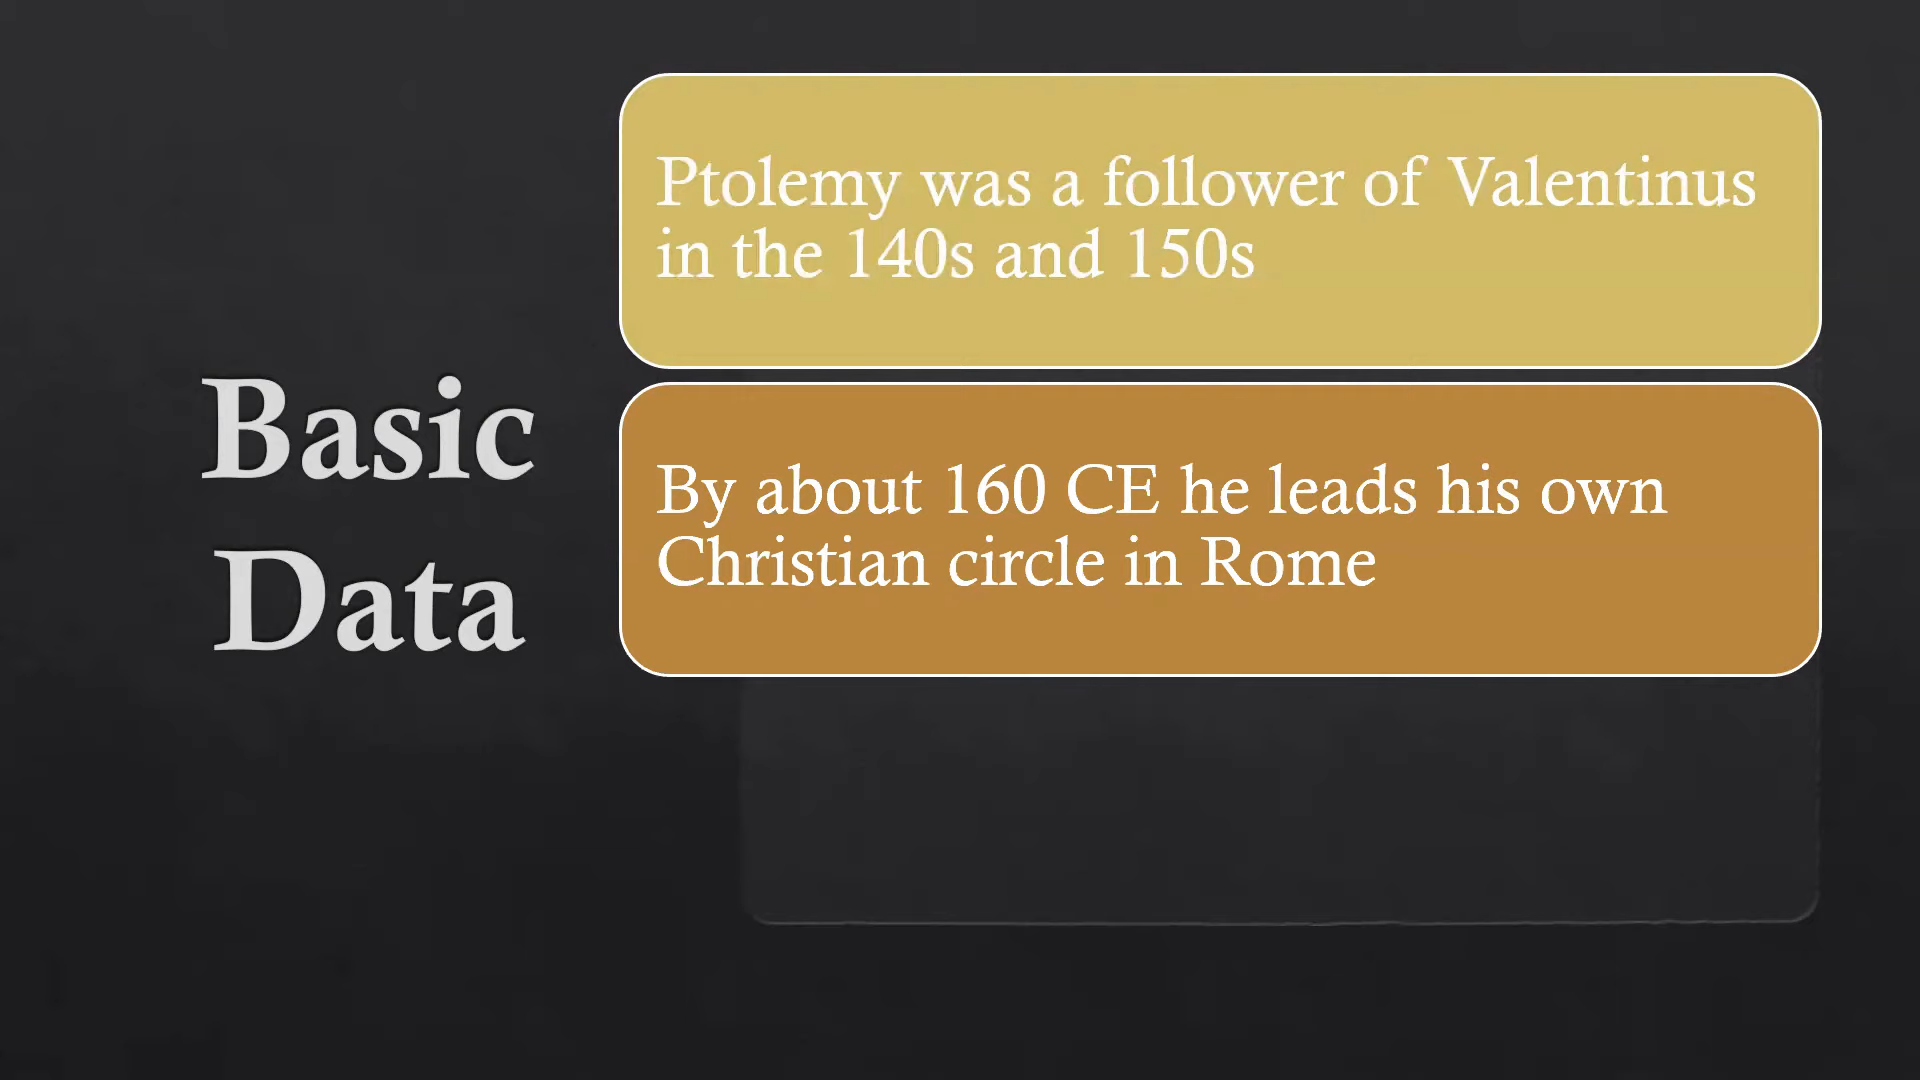 Basic
Data
Ptolemy was a follower of Valentinus
in the 140s and 150s
By about 160 CE he leads his own
Christian circle in Rome